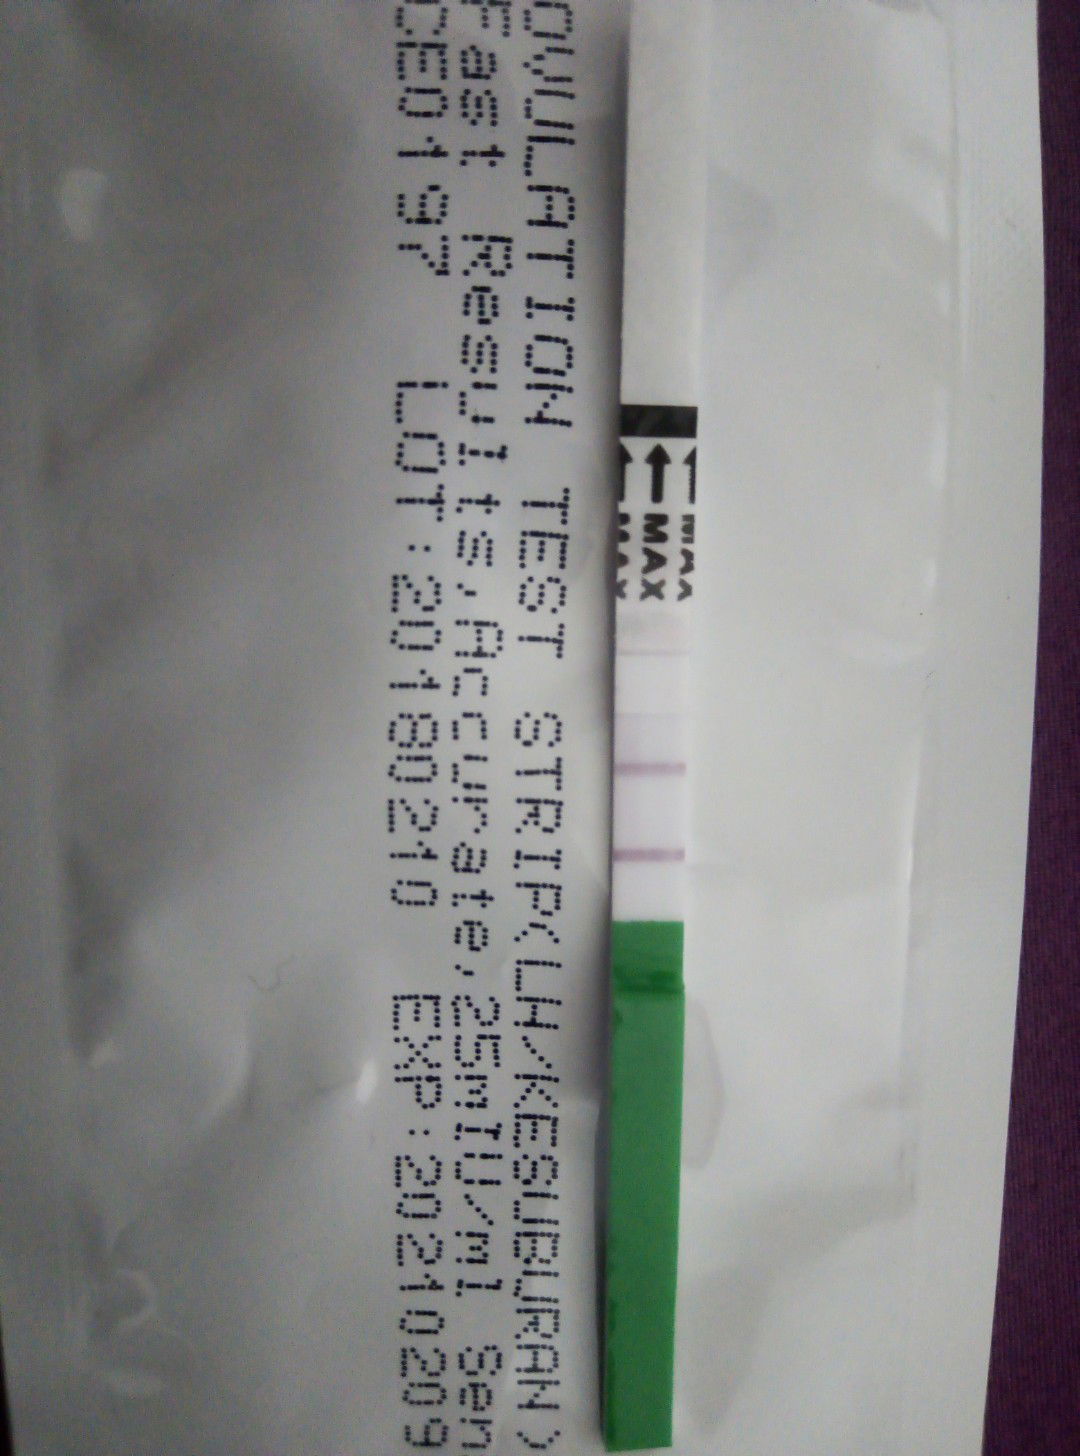 OVULATION TEST STRIP(LH/KESUBURAN)
Fast Results,Accurate,25mIU/ml Sen
CE0197 LOT:20180210 EXP:20210209
MAX
MAX
MAX